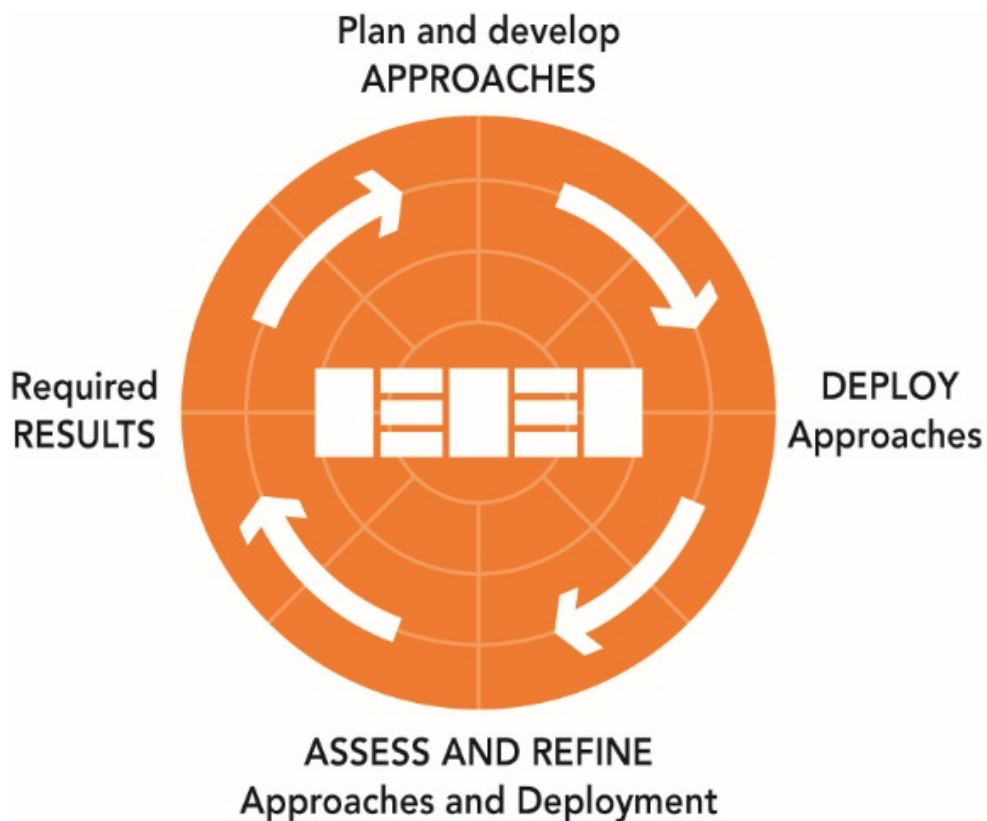 Plan and develop
APPROACHES
Required
RESULTS
DEPLOY
Approaches
ASSESS AND REFINE
Approaches and Deployment